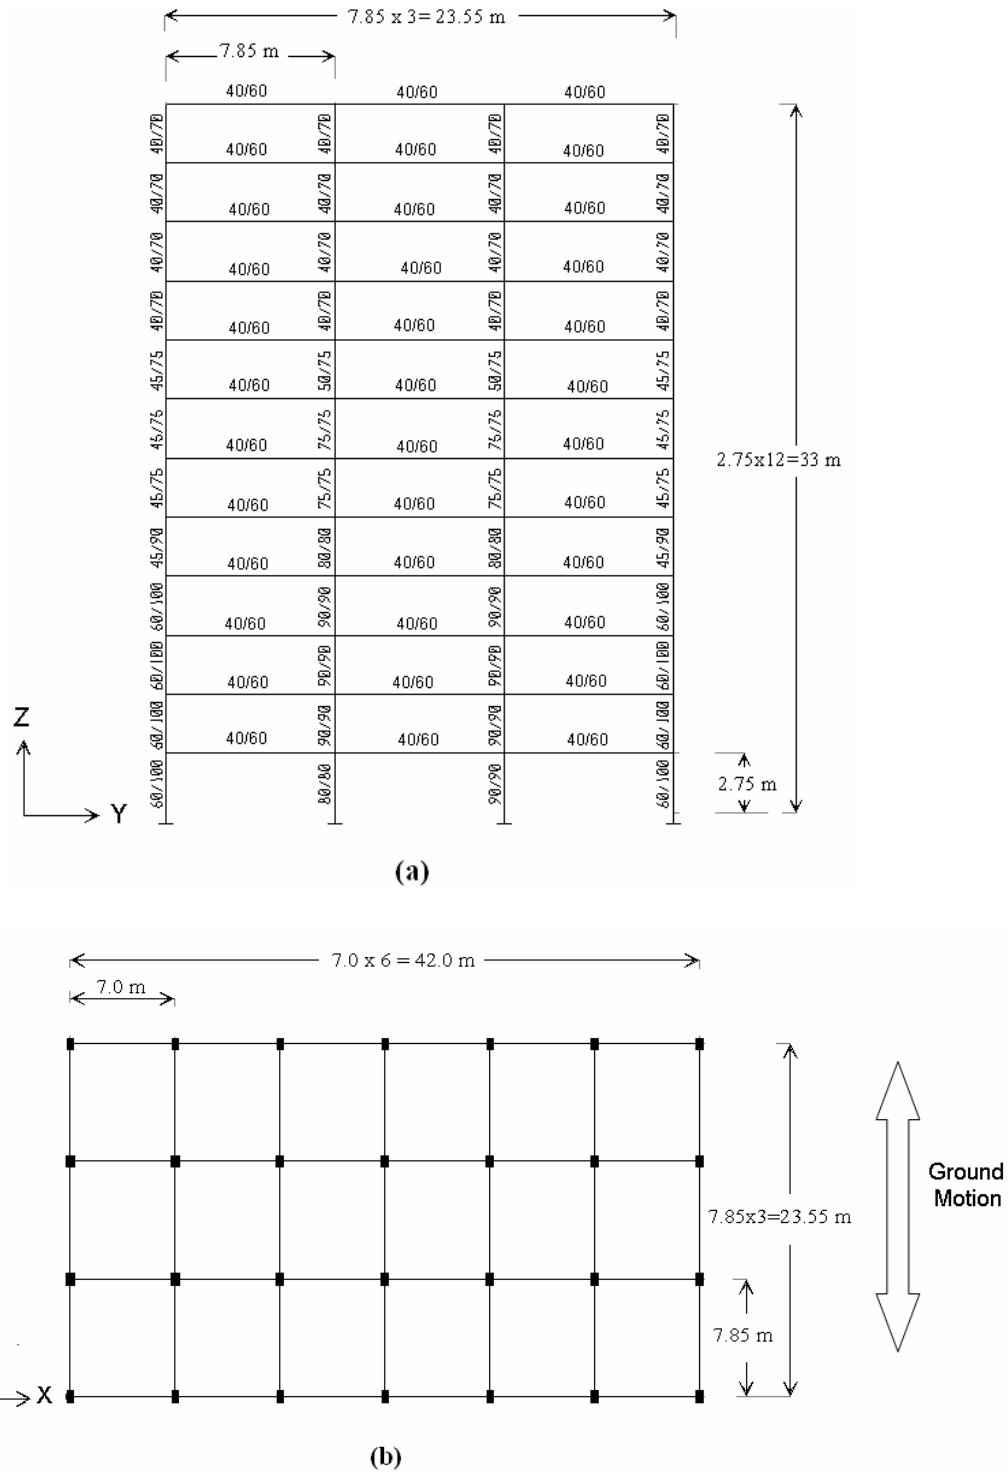 7.85 x 3= 23.55 m
7.85 m
40/60 40/60 40/60
40/70 40/70 40/70 40/70
40/60 40/60 40/60
40/70 40/70 40/70 40/70
40/60 40/60 40/60
40/70 40/70 40/70 40/70
40/60 40/60 40/60
40/70 40/70 40/70 40/70
40/60 40/60 40/60
45/75 50/75 50/75 45/75
40/60 40/60 40/60
45/75 75/75 75/75 45/75
40/60 40/60 40/60
2.75x12=33 m
45/75 75/75 75/75 45/75
40/60 40/60 40/60
45/90 80/80 80/80 45/90
40/60 40/60 40/60
60/100 90/90 90/90 60/100
40/60 40/60 40/60
60/100 90/90 90/90 60/100
40/60 40/60 40/60
60/100 90/90 90/90 60/100
40/60 40/60 40/60
60/100 80/80 90/90 60/100
2.75 m
Z
Y
(a)
7.0 x 6 = 42.0 m
7.0 m
Ground
Motion
7.85x3=23.55 m
7.85 m
X
(b)